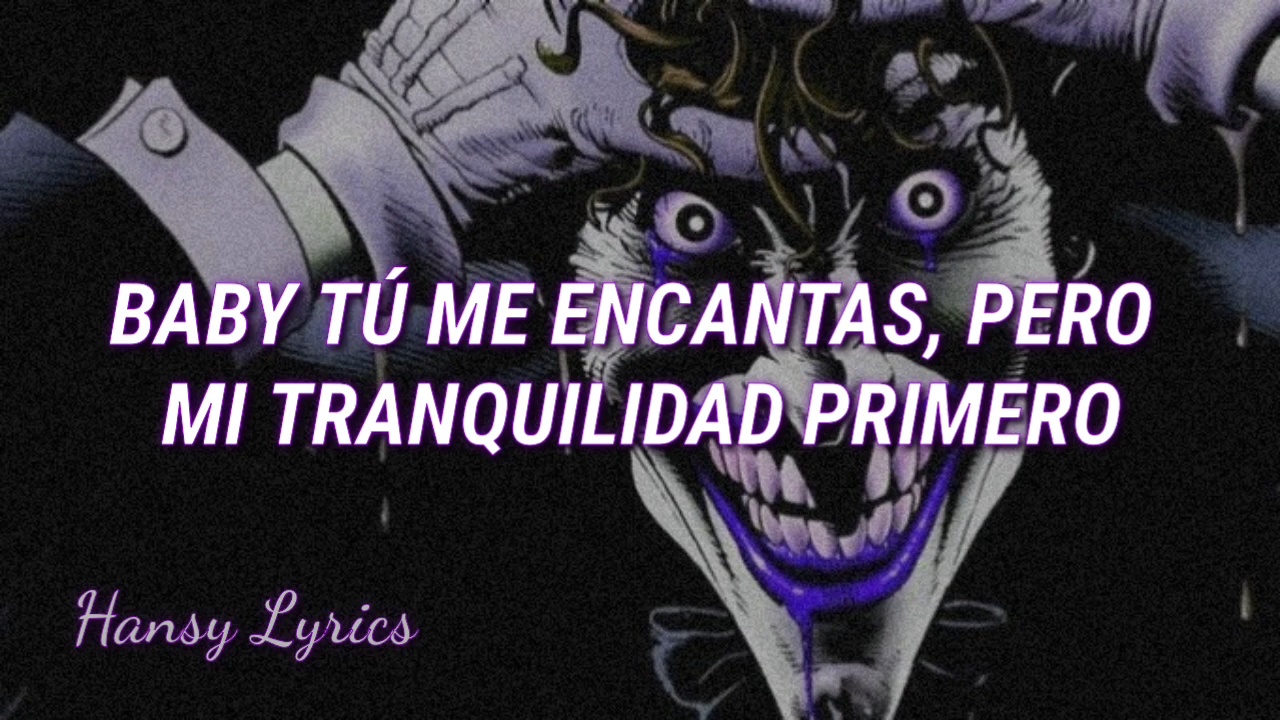 BABY TÚ ME ENCANTAS, PERO
MI TRANQUILIDAD PRIMERO
Hansy Lyrics